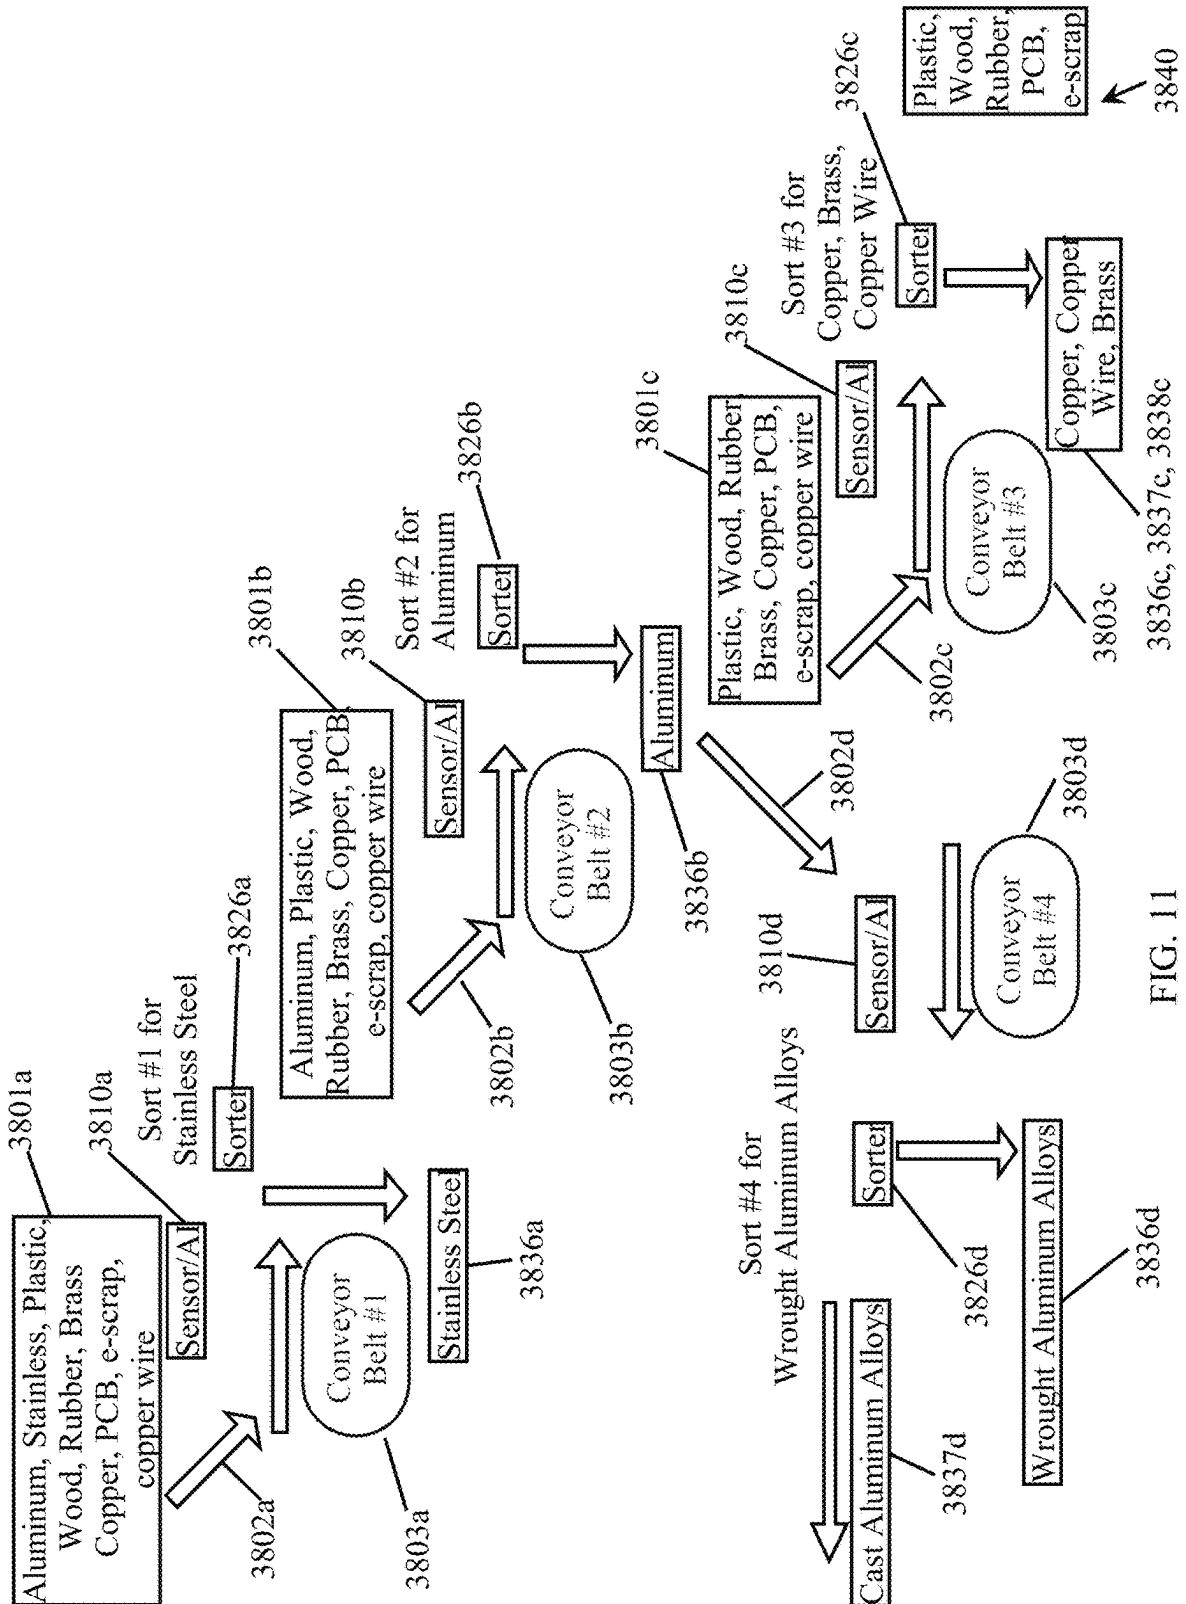 Aluminum, Stainless, Plastic,
Wood, Rubber, Brass
Copper, PCB, e-scrap,
copper wire
3801a
Sensor/AI
3810a
Sort #1 for
Stainless Steel
Sorter
3826a
3802a
Conveyor
Belt #1
3803a
Stainless Steel
3836a
Aluminum, Plastic, Wood,
Rubber, Brass, Copper, PCB,
e-scrap, copper wire
3801b
Sensor/AI
3810b
Sort #2 for
Aluminum
Sorter
3826b
3802b
Conveyor
Belt #2
3803b
Aluminum
3836b
Plastic, Wood, Rubber,
Brass, Copper, PCB,
e-scrap, copper wire
3801c
Sensor/AI
3810c
Sort #3 for
Copper, Brass,
Copper Wire
Sorter
3826c
3802c
Conveyor
Belt #3
3803c
Copper, Copper
Wire, Brass
3836c, 3837c, 3838c
Plastic,
Wood,
Rubber,
PCB,
e-scrap
3840
3802d
Sensor/AI
3810d
Conveyor
Belt #4
3803d
Sort #4 for
Wrought Aluminum Alloys
Sorter
3826d
Cast Aluminum Alloys
3837d
Wrought Aluminum Alloys
3836d
FIG. 11